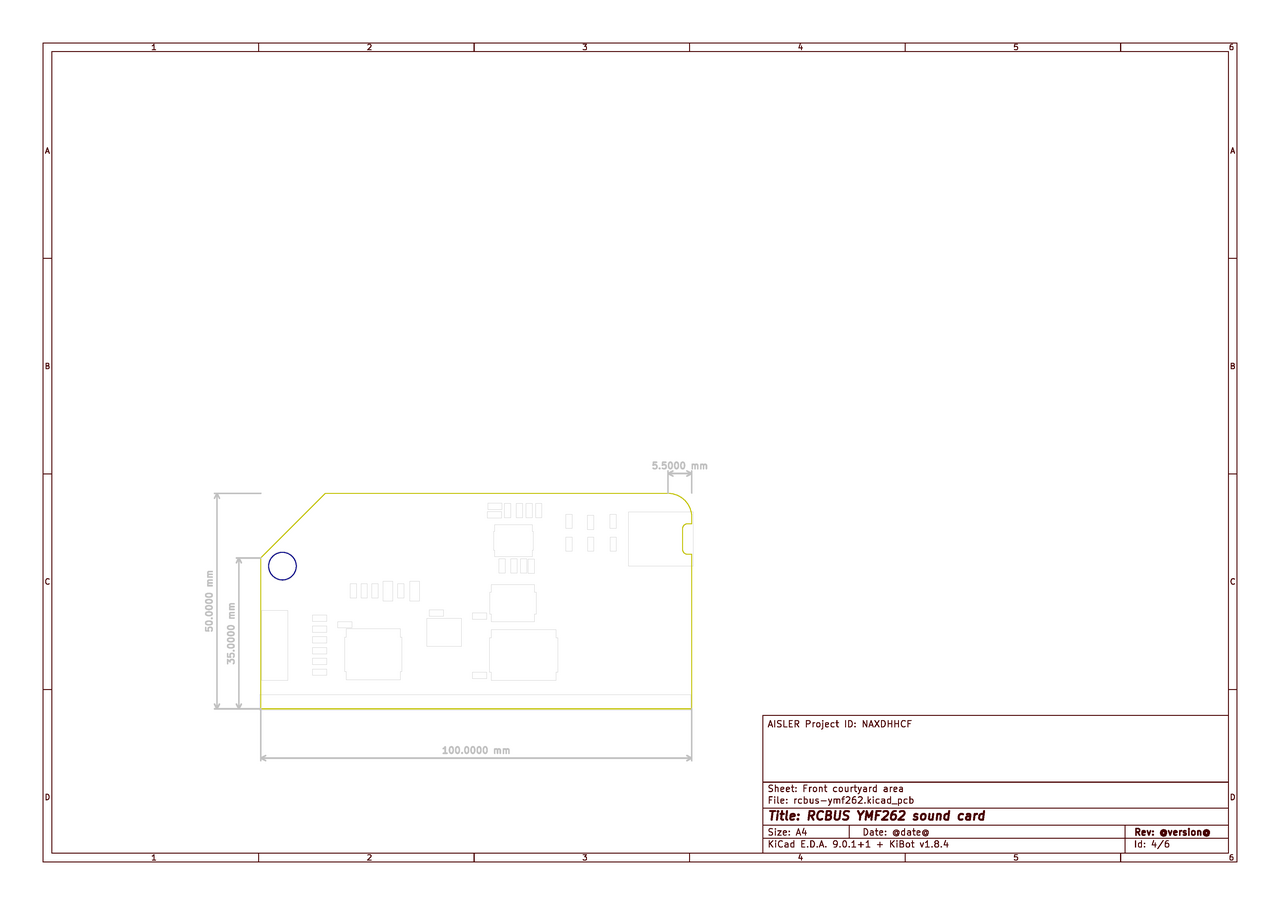 1 2 3 4 5 6
A A
B B
5.5000 mm
C C
50.0000 mm
35.0000 mm
100.0000 mm
AISLER Project ID: NAXDHHCF
Sheet: Front courtyard area
File: rcbus-ymf262.kicad_pcb
D D
Title: RCBUS YMF262 sound card
Size: A4 Date: @date@ Rev: @version@
KiCad E.D.A. 9.0.1+1 + KiBot v1.8.4 Id: 4/6
1 2 3 4 5 6